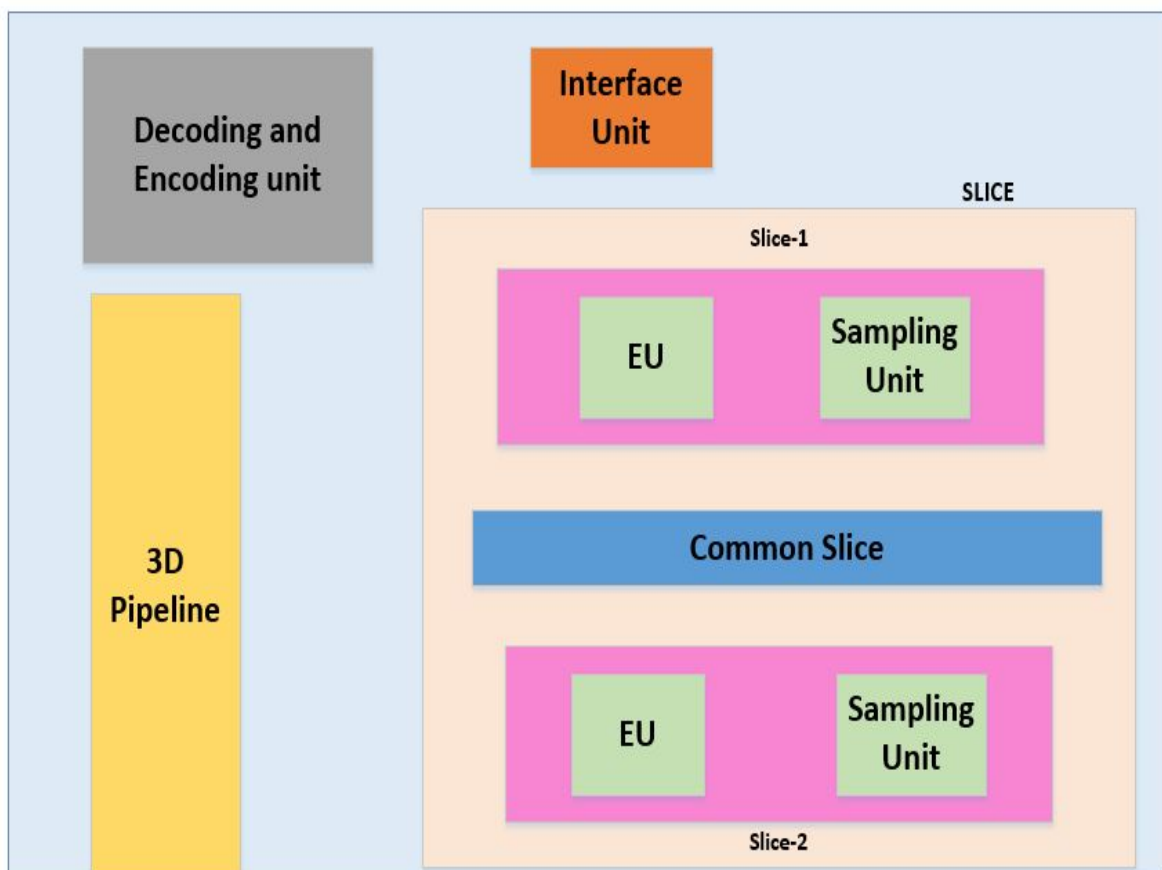 Decoding and
Encoding unit
Interface
Unit
SLICE
Slice-1
EU
Sampling
Unit
3D
Pipeline
Common Slice
EU
Sampling
Unit
Slice-2